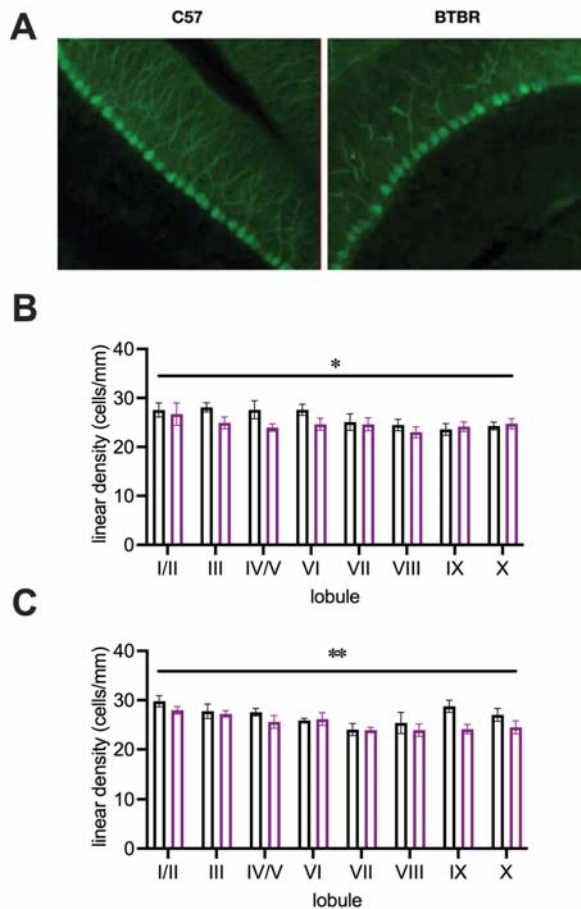 A
C57 BTBR
B
linear density (cells/mm)
40
30
20
10
0
*
I/II III IV/V VI VII VIII IX X
lobule
C
linear density (cells/mm)
40
30
20
10
0
**
I/II III IV/V VI VII VIII IX X
lobule